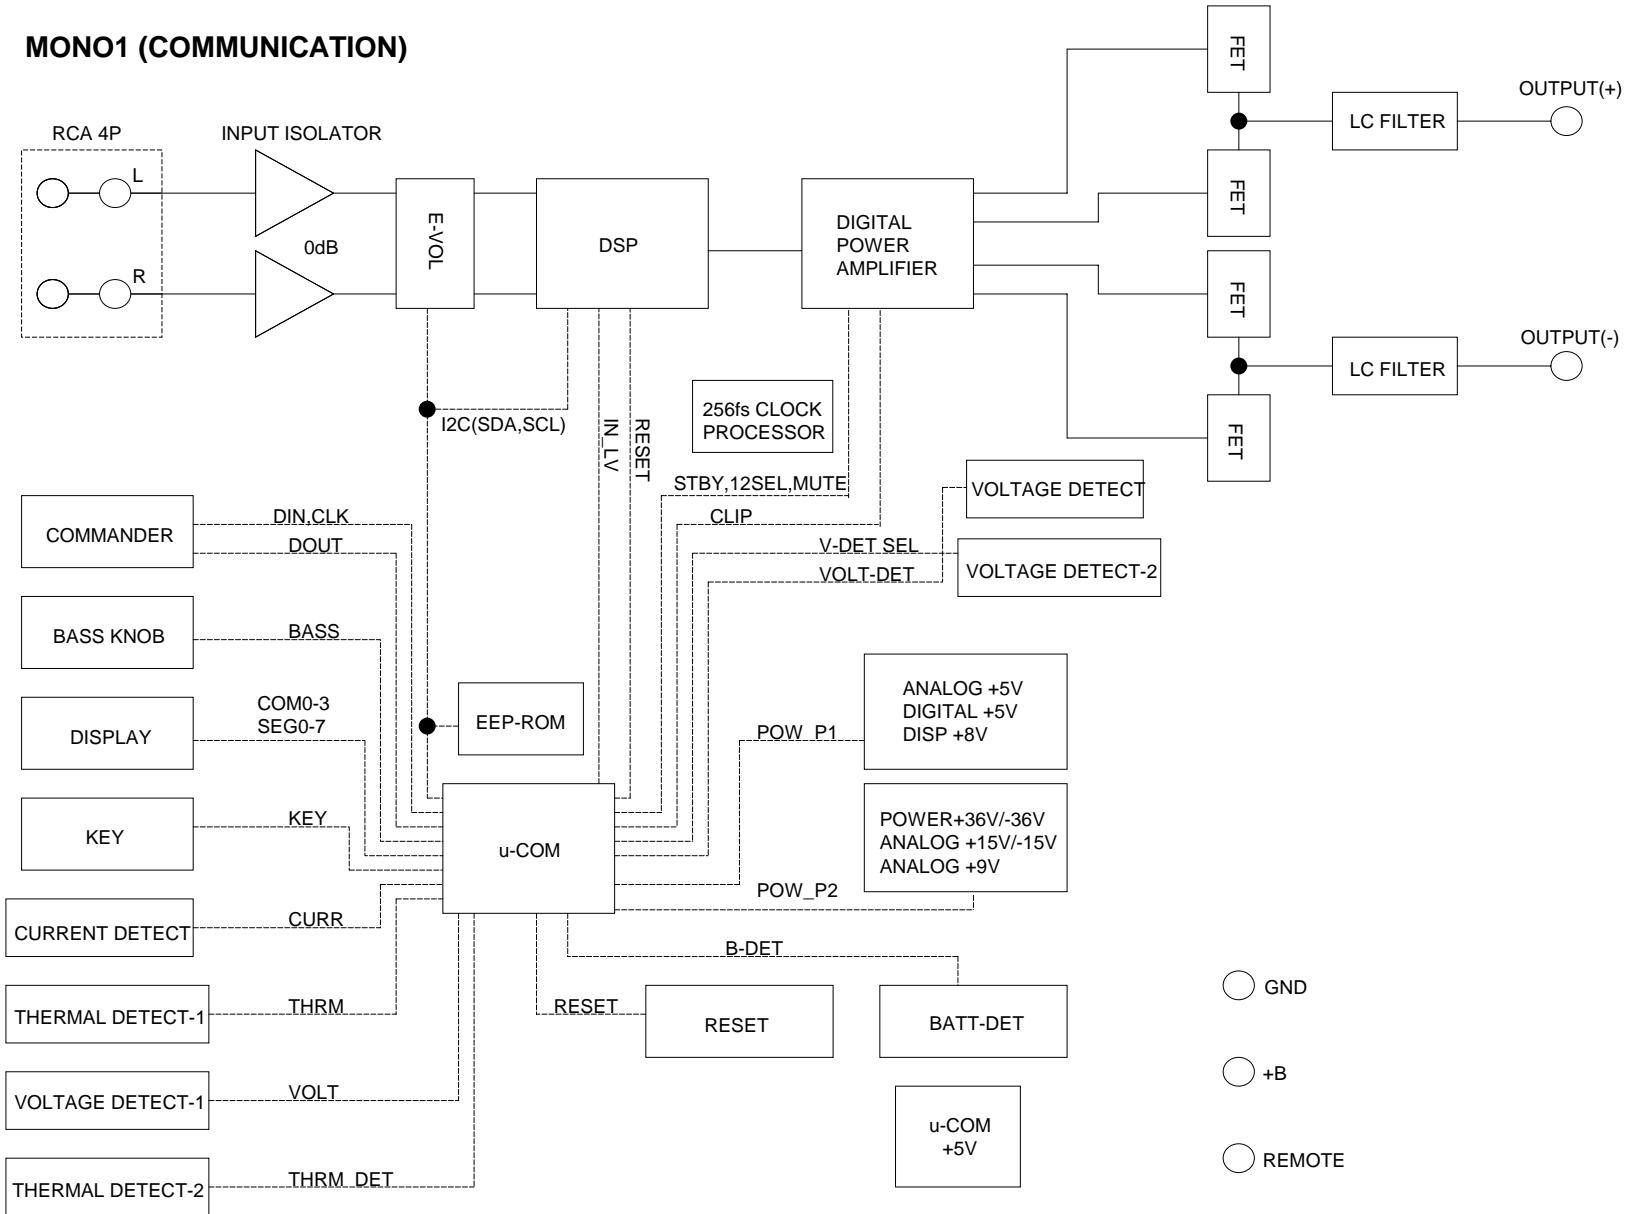 MONO1 (COMMUNICATION)
FET
OUTPUT(+)
LC FILTER
RCA 4P
INPUT ISOLATOR
L
FET
E-VOL
DSP
DIGITAL
POWER
AMPLIFIER
0dB
R
FET
OUTPUT(-)
LC FILTER
256fs CLOCK
PROCESSOR
I2C(SDA,SCL)
IN_LV
RESET
FET
STBY,12SEL,MUTE
VOLTAGE DETECT
COMMANDER
DIN,CLK
CLIP
DOUT
V-DET SEL
VOLT-DET
VOLTAGE DETECT-2
BASS KNOB
BASS
DISPLAY
COM0-3
SEG0-7
EEP-ROM
ANALOG +5V
DIGITAL +5V
DISP +8V
POW_P1
KEY
KEY
u-COM
POWER+36V/-36V
ANALOG +15V/-15V
ANALOG +9V
POW_P2
CURRENT DETECT
CURR
B-DET
THERMAL DETECT-1
THRM
RESET
RESET
BATT-DET
GND
VOLTAGE DETECT-1
VOLT
+B
u-COM
+5V
THERMAL DETECT-2
THRM_DET
REMOTE